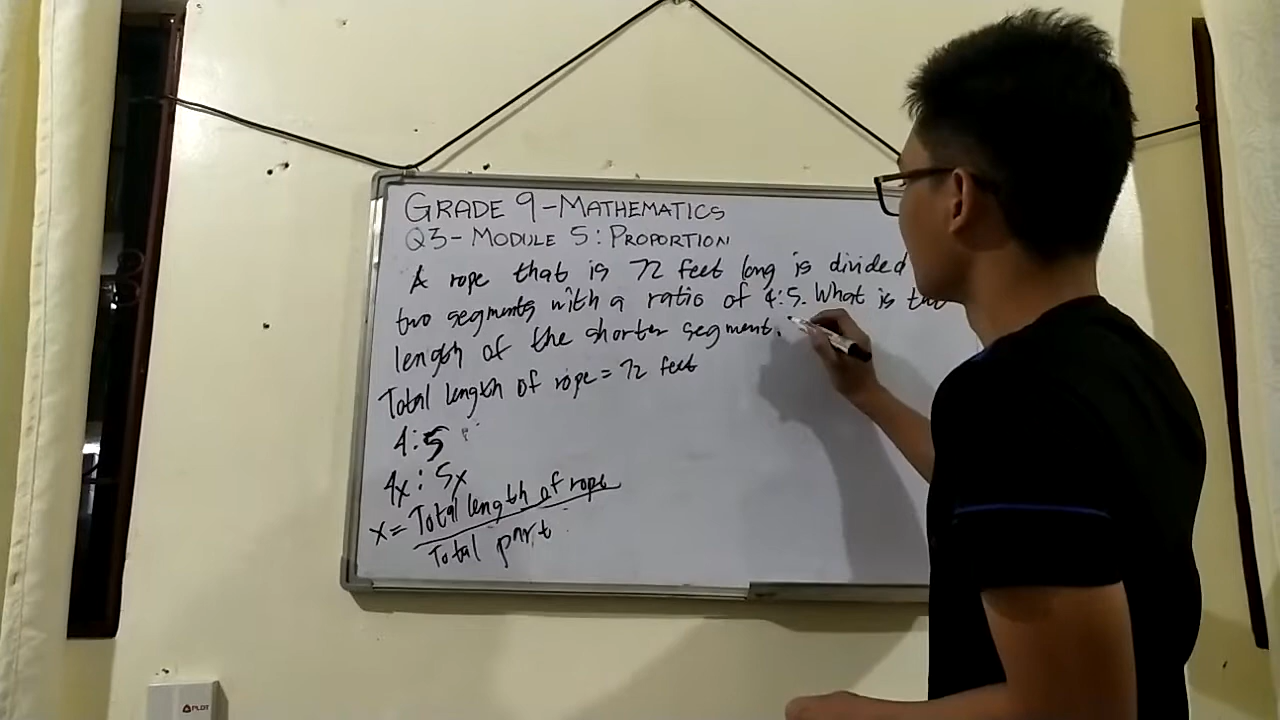 GRADE 9-MATHEMATICS
Q3- MODULE 5: PROPORTION
A rope that is 72 feet long is divided
two segments with a ratio of 4:5. What is the
length of the shorter segment.
Total length of rope = 72 feet
4:5
4x: 5x
x= Total length of rope
Total part
PLDT